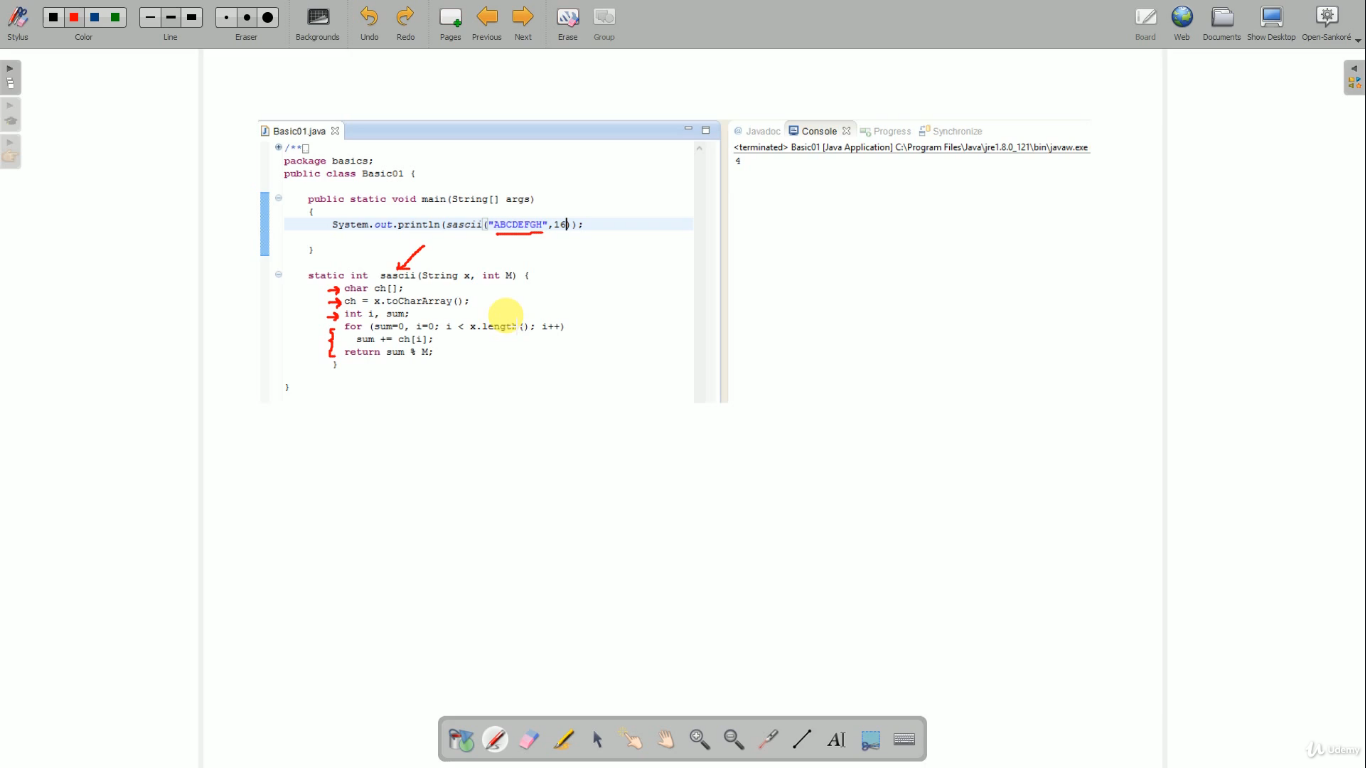 Stylus Color Line Eraser Backgrounds Undo Redo Pages Previous Next Erase Group Board Web Documents Show Desktop Open-Sankoré
Basic01.java
/**
package basics;
public class Basic01 {
public static void main(String[] args)
{
System.out.println(sascii("ABCDEFGH",16));
}
static int sascii(String x, int M) {
char ch[];
ch = x.toCharArray();
int i, sum;
for (sum=0, i=0; i < x.length(); i++)
sum += ch[i];
return sum % M;
}
}
@ Javadoc Console Progress Synchronize
<terminated> Basic01 [Java Application] C:\Program Files\Java\jre1.8.0_121\bin\javaw.exe
4
AI
Udemy